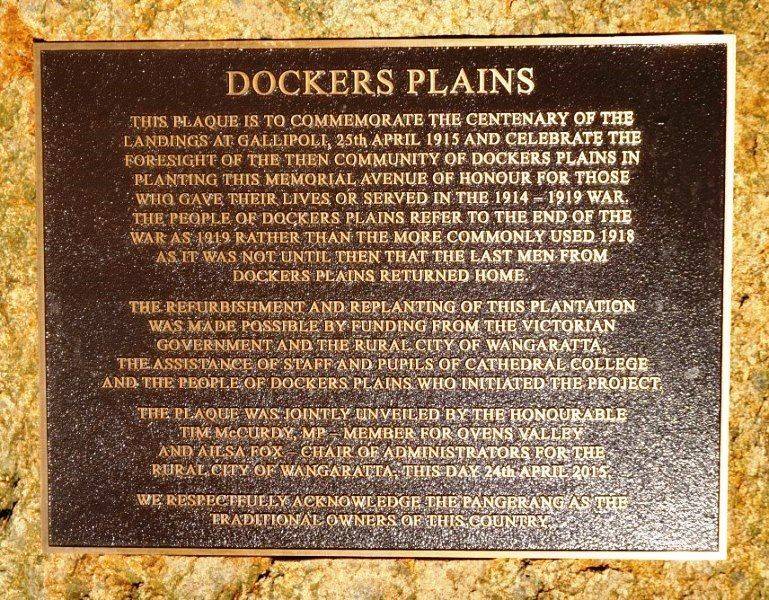 DOCKERS PLAINS
THIS PLAQUE IS TO COMMEMORATE THE CENTENARY OF THE
LANDINGS AT GALLIPOLI, 25th APRIL 1915 AND CELEBRATE THE
FORESIGHT OF THE THEN COMMUNITY OF DOCKERS PLAINS IN
PLANTING THIS MEMORIAL AVENUE OF HONOUR FOR THOSE
WHO GAVE THEIR LIVES OR SERVED IN THE 1914 – 1919 WAR.
THE PEOPLE OF DOCKERS PLAINS REFER TO THE END OF THE
WAR AS 1919 RATHER THAN THE MORE COMMONLY USED 1918
AS IT WAS NOT UNTIL THEN THAT THE LAST MEN FROM
DOCKERS PLAINS RETURNED HOME.
THE REFURBISHMENT AND REPLANTING OF THIS PLANTATION
WAS MADE POSSIBLE BY FUNDING FROM THE VICTORIAN
GOVERNMENT AND THE RURAL CITY OF WANGARATTA,
THE ASSISTANCE OF STAFF AND PUPILS OF CATHEDRAL COLLEGE
AND THE PEOPLE OF DOCKERS PLAINS WHO INITIATED THE PROJECT.
THE PLAQUE WAS JOINTLY UNVEILED BY THE HONOURABLE
TIM McCURDY, MP – MEMBER FOR OVENS VALLEY
AND AILSA FOX – CHAIR OF ADMINISTRATORS FOR THE
RURAL CITY OF WANGARATTA, THIS DAY 24th APRIL 2015.
WE RESPECTFULLY ACKNOWLEDGE THE PANGERANG AS THE
TRADITIONAL OWNERS OF THIS COUNTRY.